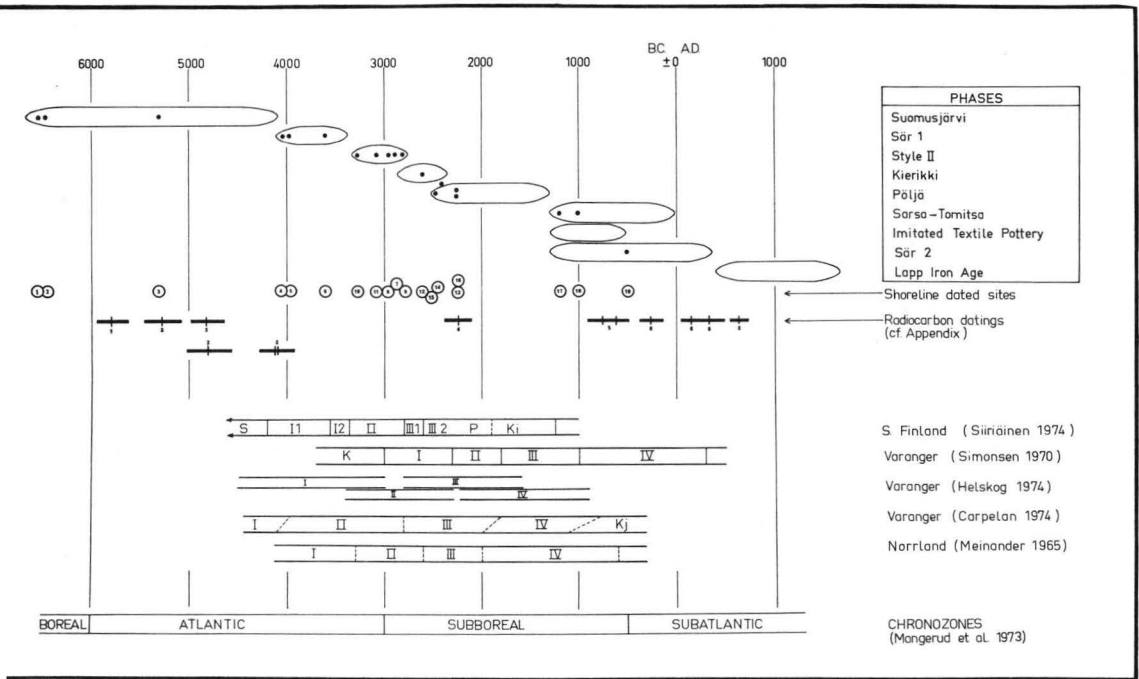 BC. AD.
6000 5000 4000 3000 2000 1000 ±0 1000
PHASES
Suomusjärvi
Sär 1
Style II
Kierikki
Pöljä
Sarsa-Tomitsa
Imitated Textile Pottery
Sär 2
Lapp Iron Age
Shoreline dated sites
Radiocarbon datings
(cf. Appendix)
S I1 I2 II III1 III2 P Ki
S. Finland (Siiriäinen 1974)
K I II III IV
Varanger (Simonsen 1970)
I III
Varanger (Helskog 1974)
II IV
I II III IV Kj
Varanger (Carpelan 1974)
I II III IV
Norrland (Meinander 1965)
BOREAL ATLANTIC SUBBOREAL SUBATLANTIC
CHRONOZONES
(Mangerud et al. 1973)